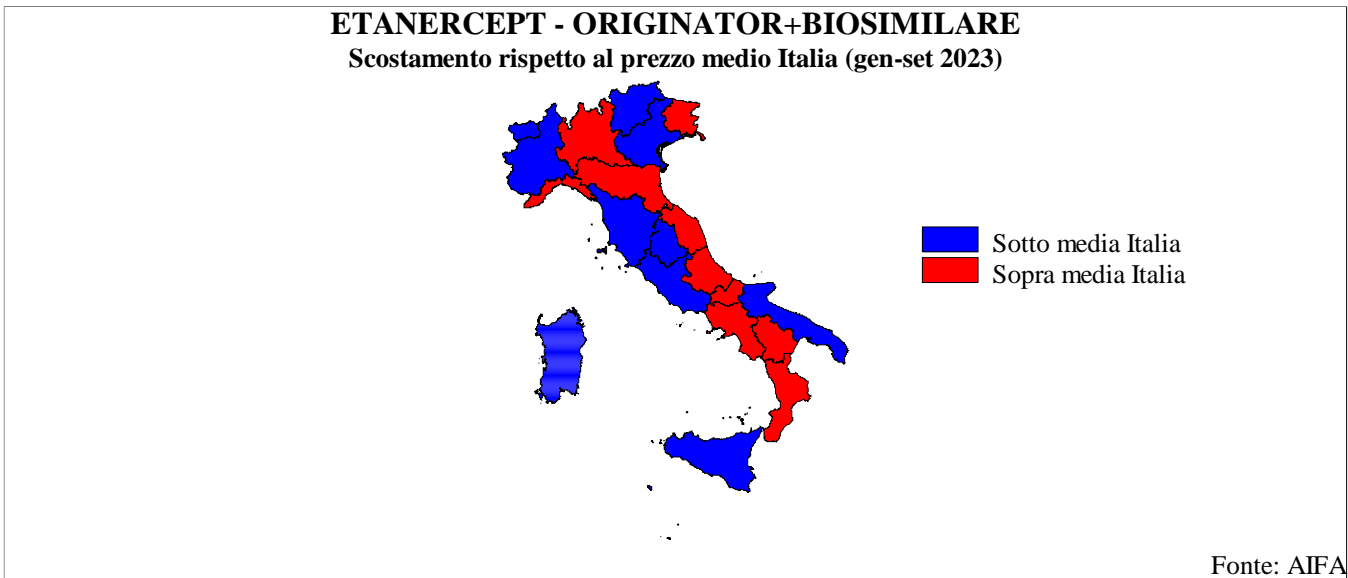 ETANERCEPT - ORIGINATOR+BIOSIMILARE
Scostamento rispetto al prezzo medio Italia (gen-set 2023)
Sotto media Italia
Sopra media Italia
Fonte: AIFA